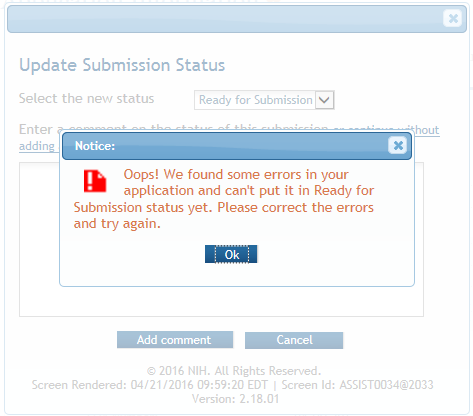 Update Submission Status
Select the new status
Ready for Submission
Enter a comment on the status of this submission or continue without
adding
Notice:
Oops! We found some errors in your
application and can't put it in Ready for
Submission status yet. Please correct the errors
and try again.
Ok
Add comment
Cancel
© 2016 NIH. All Rights Reserved.
Screen Rendered: 04/21/2016 09:59:20 EDT | Screen Id: ASSIST0034@2033
Version: 2.18.01